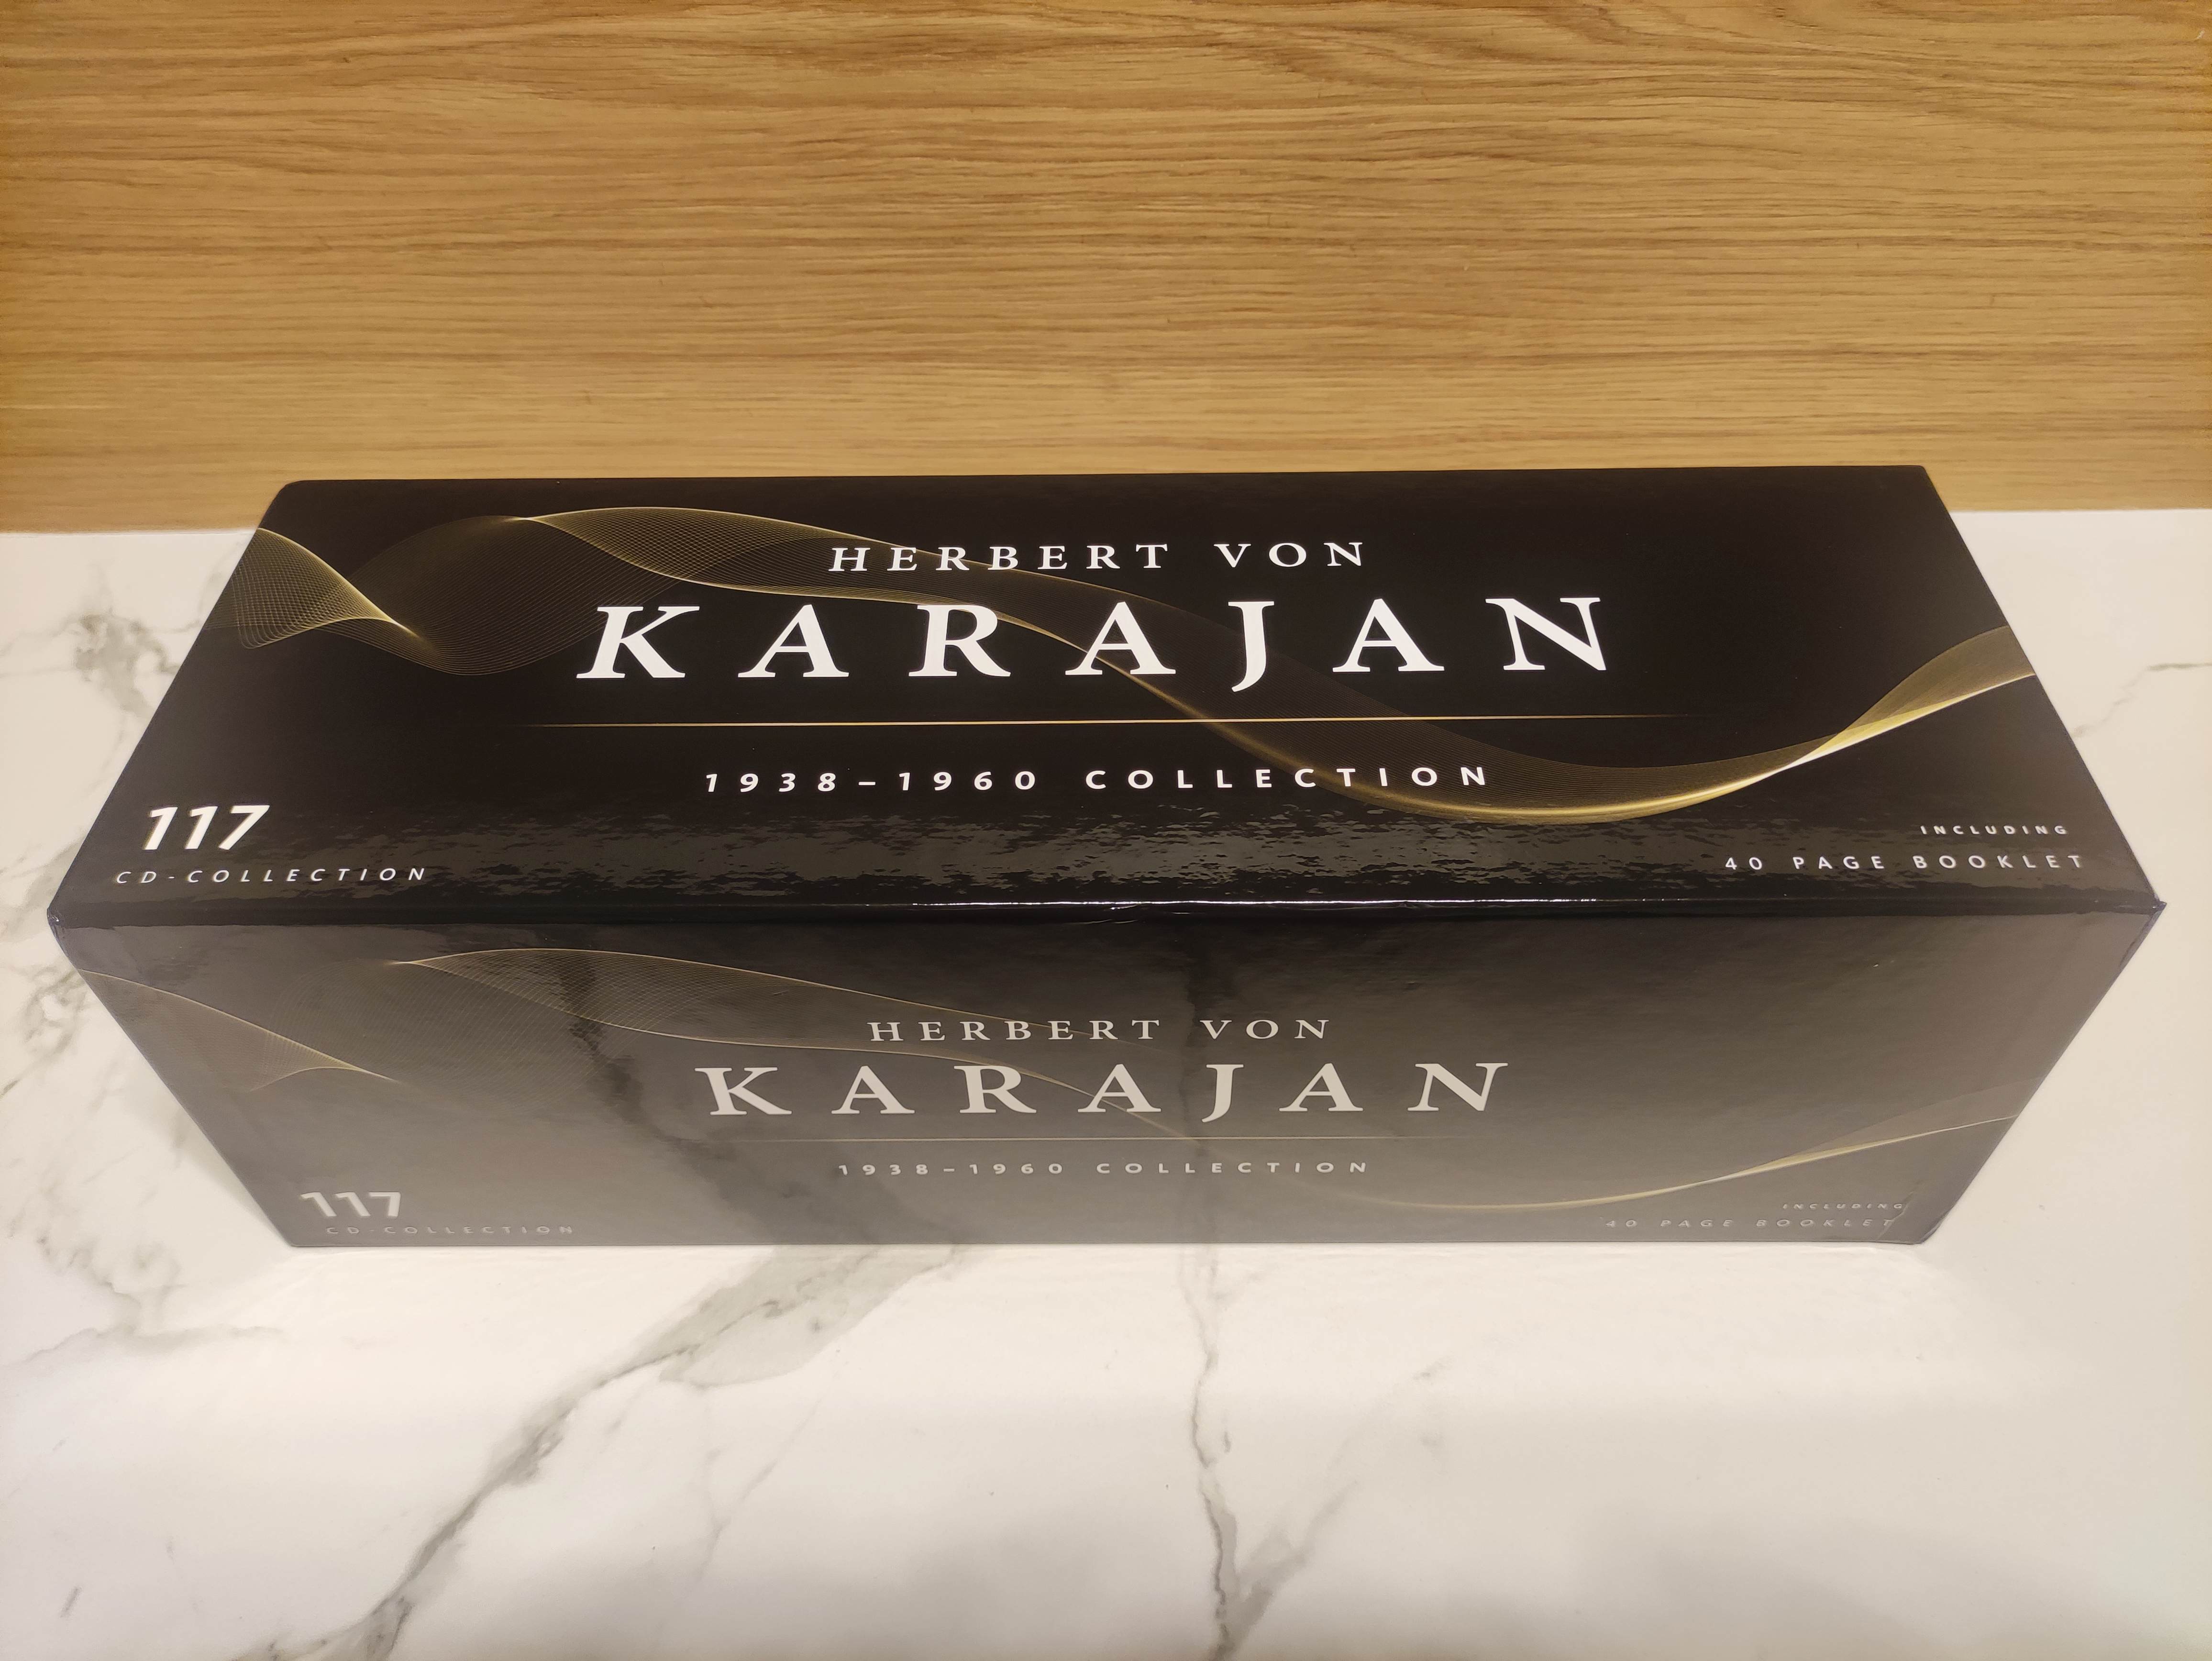 HERBERT VON
KARAJAN
1938–1960 COLLECTION
117
CD-COLLECTION
INCLUDING
40 PAGE BOOKLET
HERBERT VON
KARAJAN
1938–1960 COLLECTION
117
CD-COLLECTION
INCLUDING
40 PAGE BOOKLET